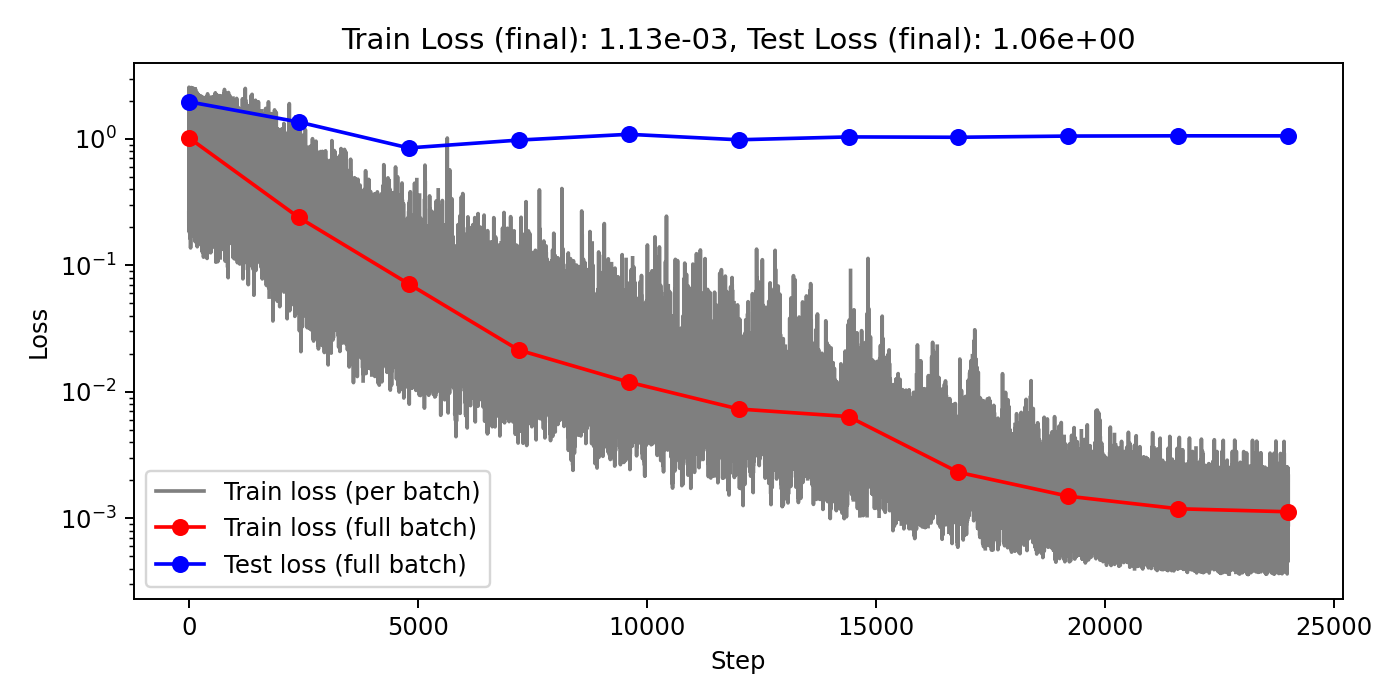 Train Loss (final): 1.13e-03, Test Loss (final): 1.06e+00
Loss
10⁰
10⁻¹
10⁻²
10⁻³
Train loss (per batch)
Train loss (full batch)
Test loss (full batch)
0 5000 10000 15000 20000 25000
Step